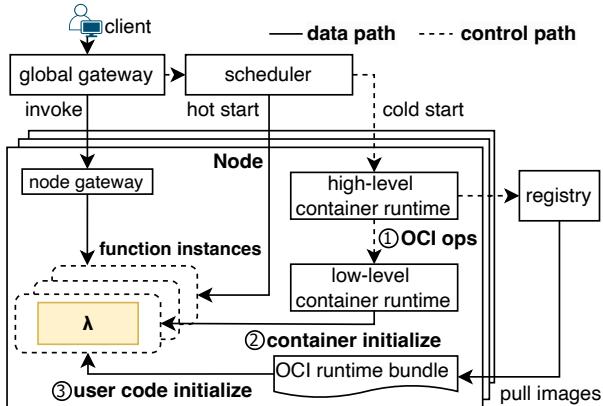 client
data path
control path
global gateway
scheduler
invoke
hot start
cold start
Node
node gateway
high-level
container runtime
registry
①OCI ops
function instances
low-level
container runtime
λ
②container initialize
OCI runtime bundle
③user code initialize
pull images